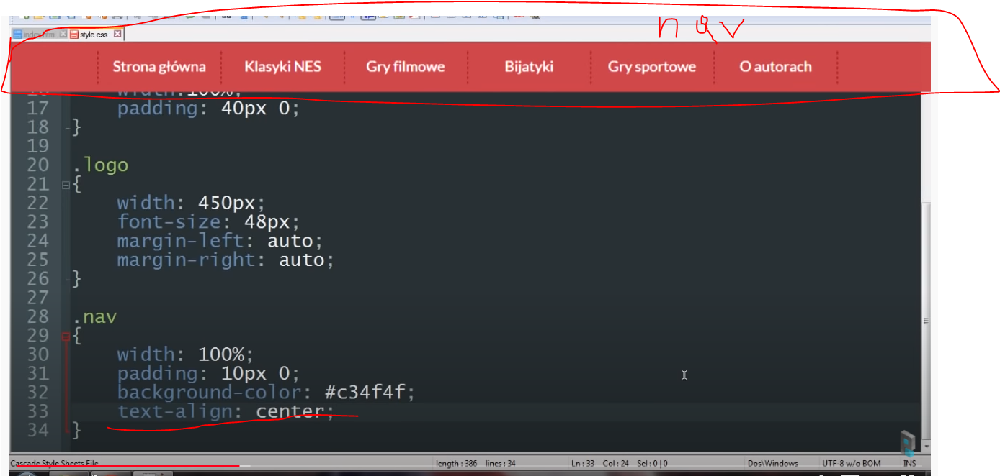 nav
index.html style.css
Strona główna Klasyki NES Gry filmowe Bijatyki Gry sportowe O autorach
16 width:100%;
17 padding: 40px 0;
18 }
19
20 .logo
21 {
22 width: 450px;
23 font-size: 48px;
24 margin-left: auto;
25 margin-right: auto;
26 }
27
28 .nav
29 {
30 width: 100%;
31 padding: 10px 0;
32 background-color: #c34f4f;
33 text-align: center;
34 }
Cascade Style Sheets File length : 386 lines : 34 Ln : 33 Col : 24 Sel : 0 | 0 Dos\Windows UTF-8 w/o BOM INS